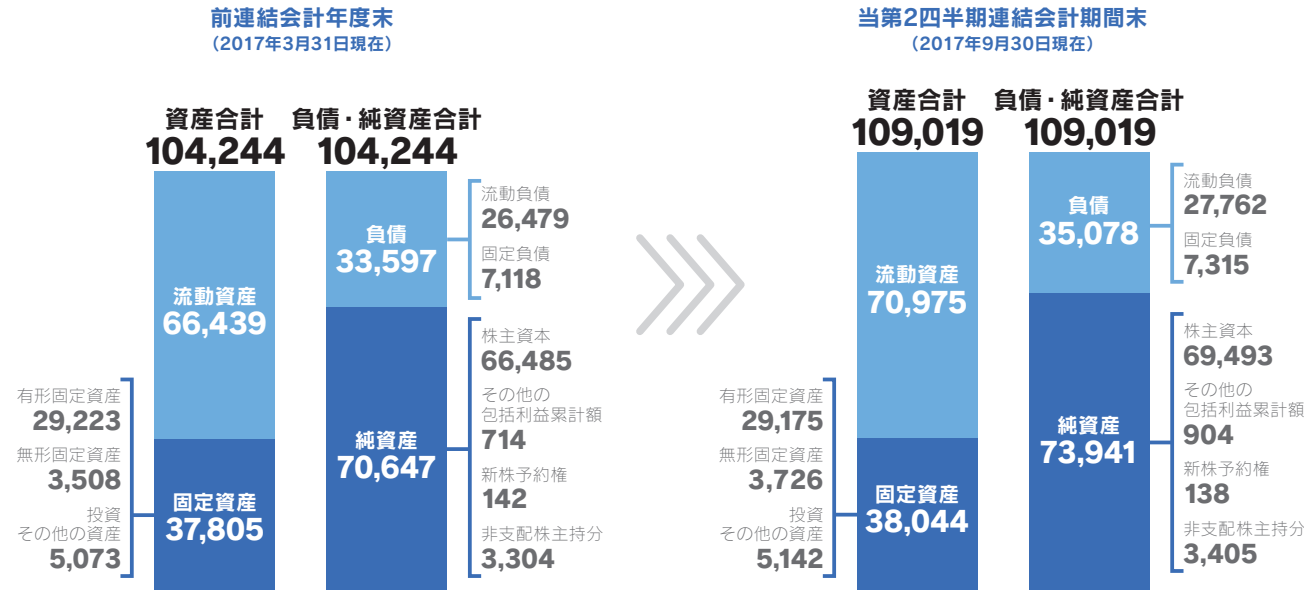 前連結会計年度末
(2017年3月31日現在)
資産合計
104,244
負債・純資産合計
104,244
流動資産
66,439
固定資産
37,805
有形固定資産
29,223
無形固定資産
3,508
投資
その他の資産
5,073
負債
33,597
純資産
70,647
流動負債
26,479
固定負債
7,118
株主資本
66,485
その他の
包括利益累計額
714
新株予約権
142
非支配株主持分
3,304
当第2四半期連結会計期間末
(2017年9月30日現在)
資産合計
109,019
負債・純資産合計
109,019
流動資産
70,975
固定資産
38,044
有形固定資産
29,175
無形固定資産
3,726
投資
その他の資産
5,142
負債
35,078
純資産
73,941
流動負債
27,762
固定負債
7,315
株主資本
69,493
その他の
包括利益累計額
904
新株予約権
138
非支配株主持分
3,405